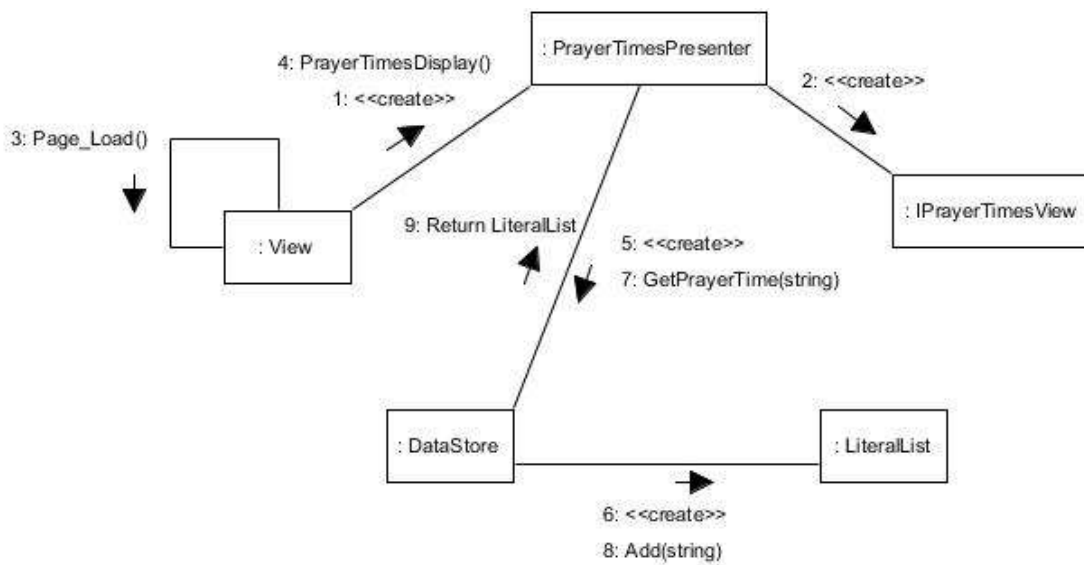 : PrayerTimesPresenter
4: PrayerTimesDisplay()
1: <<create>>
2: <<create>>
3: Page_Load()
: IPrayerTimesView
9: Return LiteralList
: View
5: <<create>>
7: GetPrayerTime(string)
: DataStore
: LiteralList
6: <<create>>
8: Add(string)